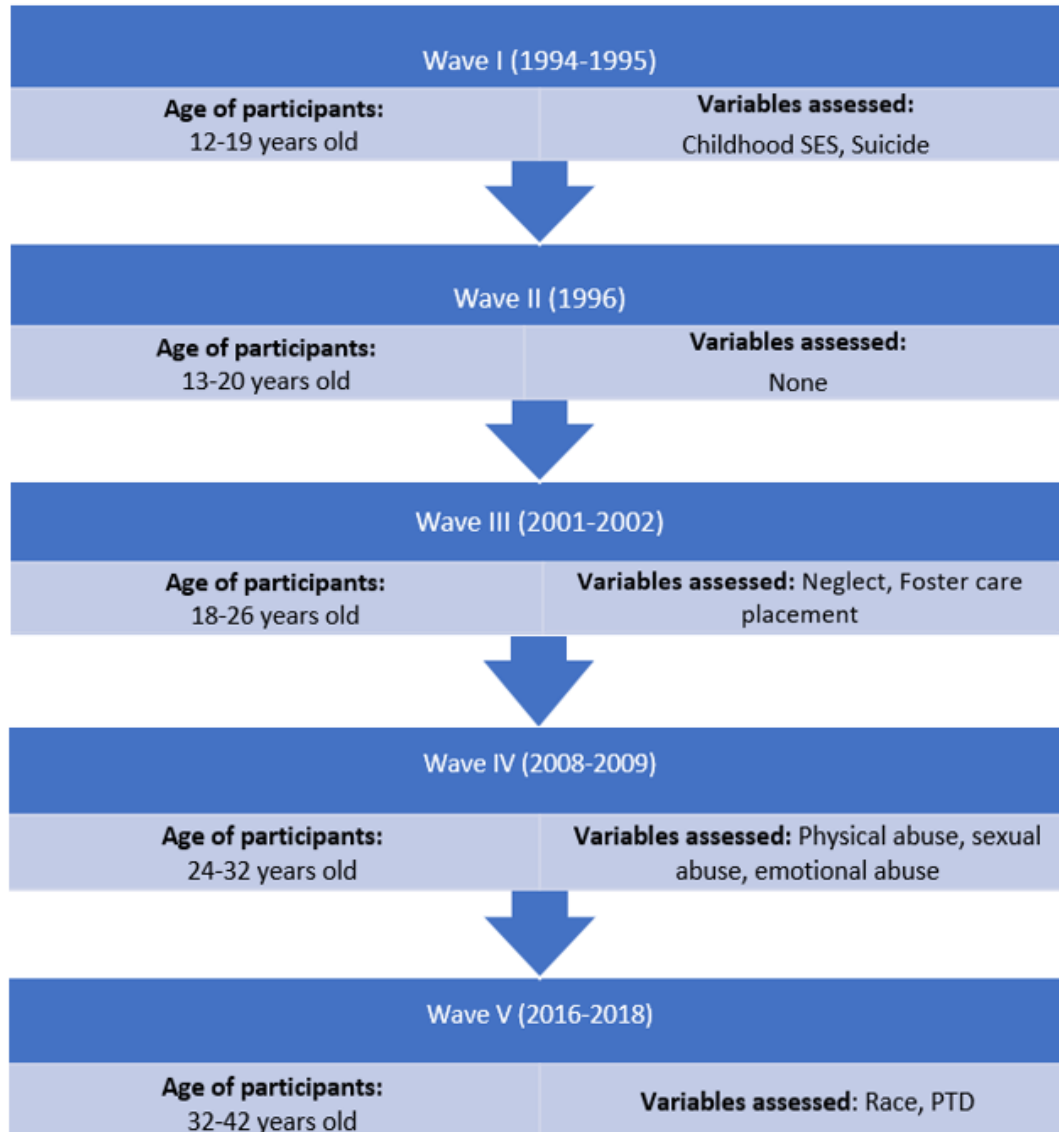 Wave I (1994-1995)
Age of participants:
12-19 years old
Variables assessed:
Childhood SES, Suicide
Wave II (1996)
Age of participants:
13-20 years old
Variables assessed:
None
Wave III (2001-2002)
Age of participants:
18-26 years old
Variables assessed: Neglect, Foster care
placement
Wave IV (2008-2009)
Age of participants:
24-32 years old
Variables assessed: Physical abuse, sexual
abuse, emotional abuse
Wave V (2016-2018)
Age of participants:
32-42 years old
Variables assessed: Race, PTD